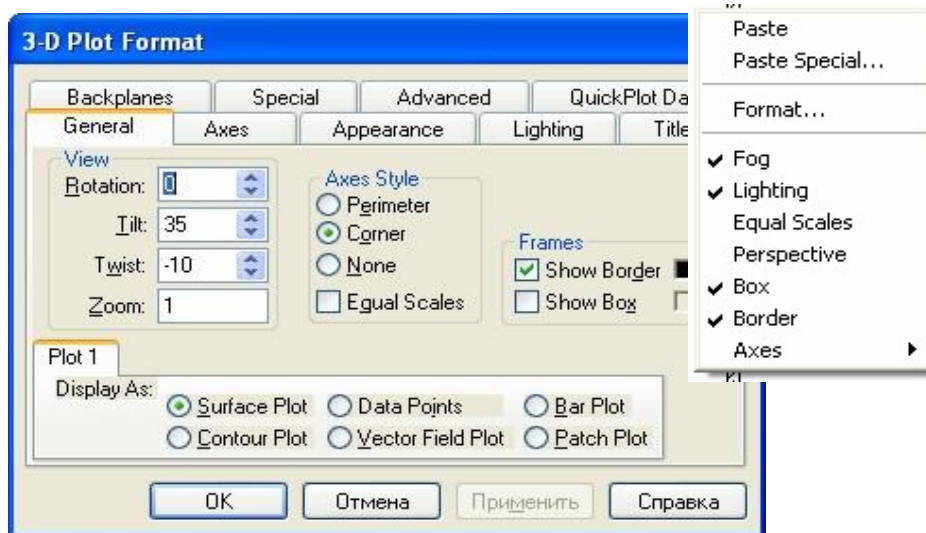 3-D Plot Format
Backplanes Special Advanced QuickPlot Da
General Axes Appearance Lighting Title
View
Rotation: 0
Tilt: 35
Twist: -10
Zoom: 1
Axes Style
Perimeter
Corner
None
Equal Scales
Frames
Show Border
Show Box
Plot 1
Display As:
Surface Plot Data Points Bar Plot
Contour Plot Vector Field Plot Patch Plot
OK Отмена Применить Справка
Paste
Paste Special...
Format...
Fog
Lighting
Equal Scales
Perspective
Box
Border
Axes